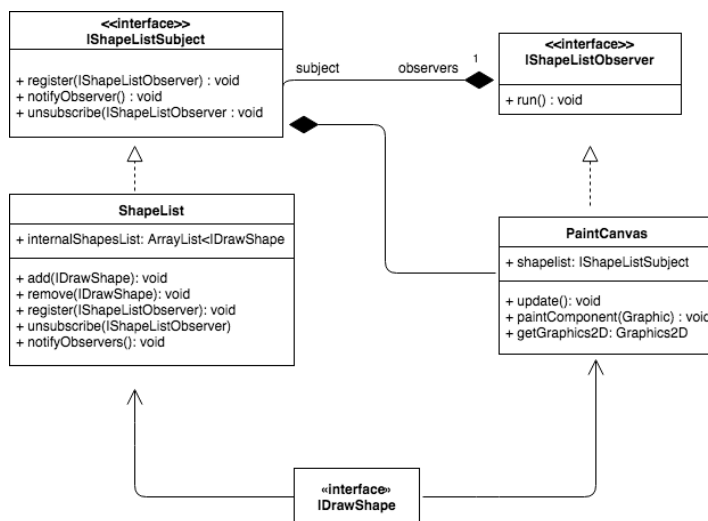 <<interface>>
IShapeListSubject
+ register(IShapeListObserver) : void
+ notifyObserver() : void
+ unsubscribe(IShapeListObserver : void
subject
observers
1
<<interface>>
IShapeListObserver
+ run() : void
ShapeList
+ internalShapesList: ArrayList<IDrawShape
+ add(IDrawShape): void
+ remove(IDrawShape): void
+ register(IShapeListObserver): void
+ unsubscribe(IShapeListObserver)
+ notifyObservers(): void
PaintCanvas
+ shapelist: IShapeListSubject
+ update(): void
+ paintComponent(Graphic) : void
+ getGraphics2D: Graphics2D
«interface»
IDrawShape